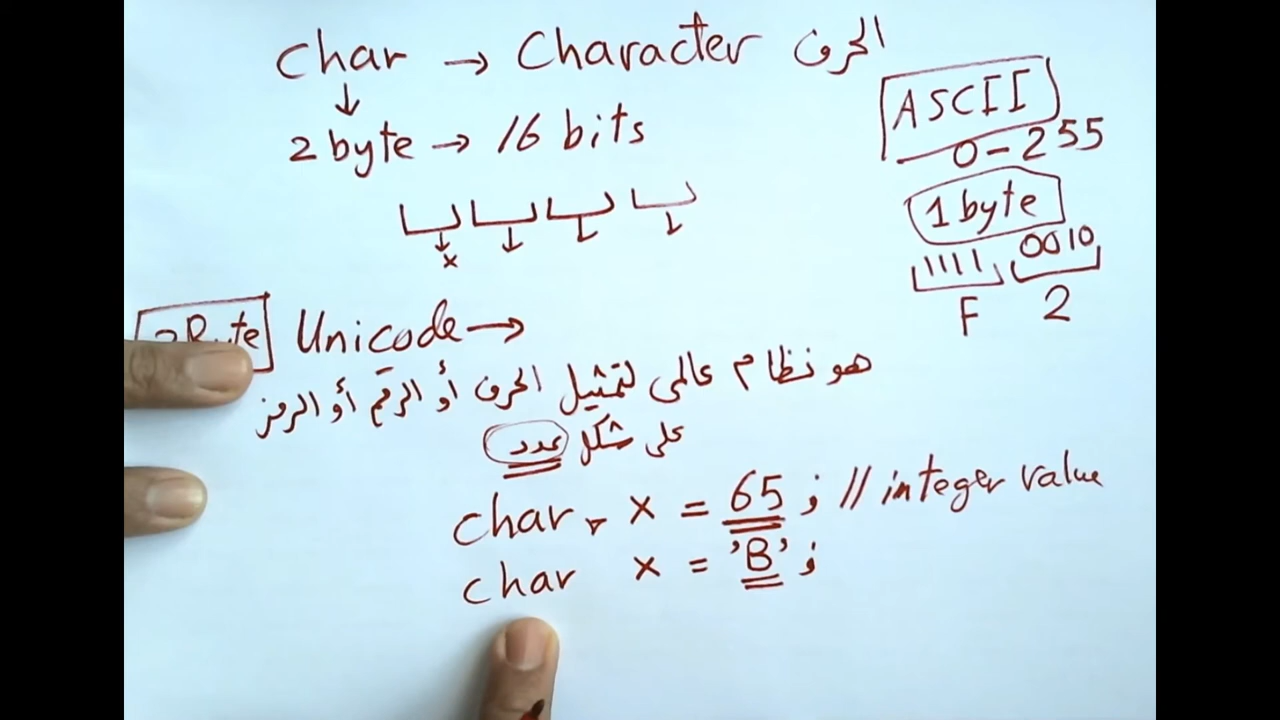 char → Character الحرف
2 byte → 16 bits
x
ASCII
0-255
1 byte
1111 0010
F 2
Unicode →
هو نظام عالمي لتمثيل الحرف أو الرقم أو الرمز
على شكل عدد
char x = 65 ; // integer value
char x = 'B' ;